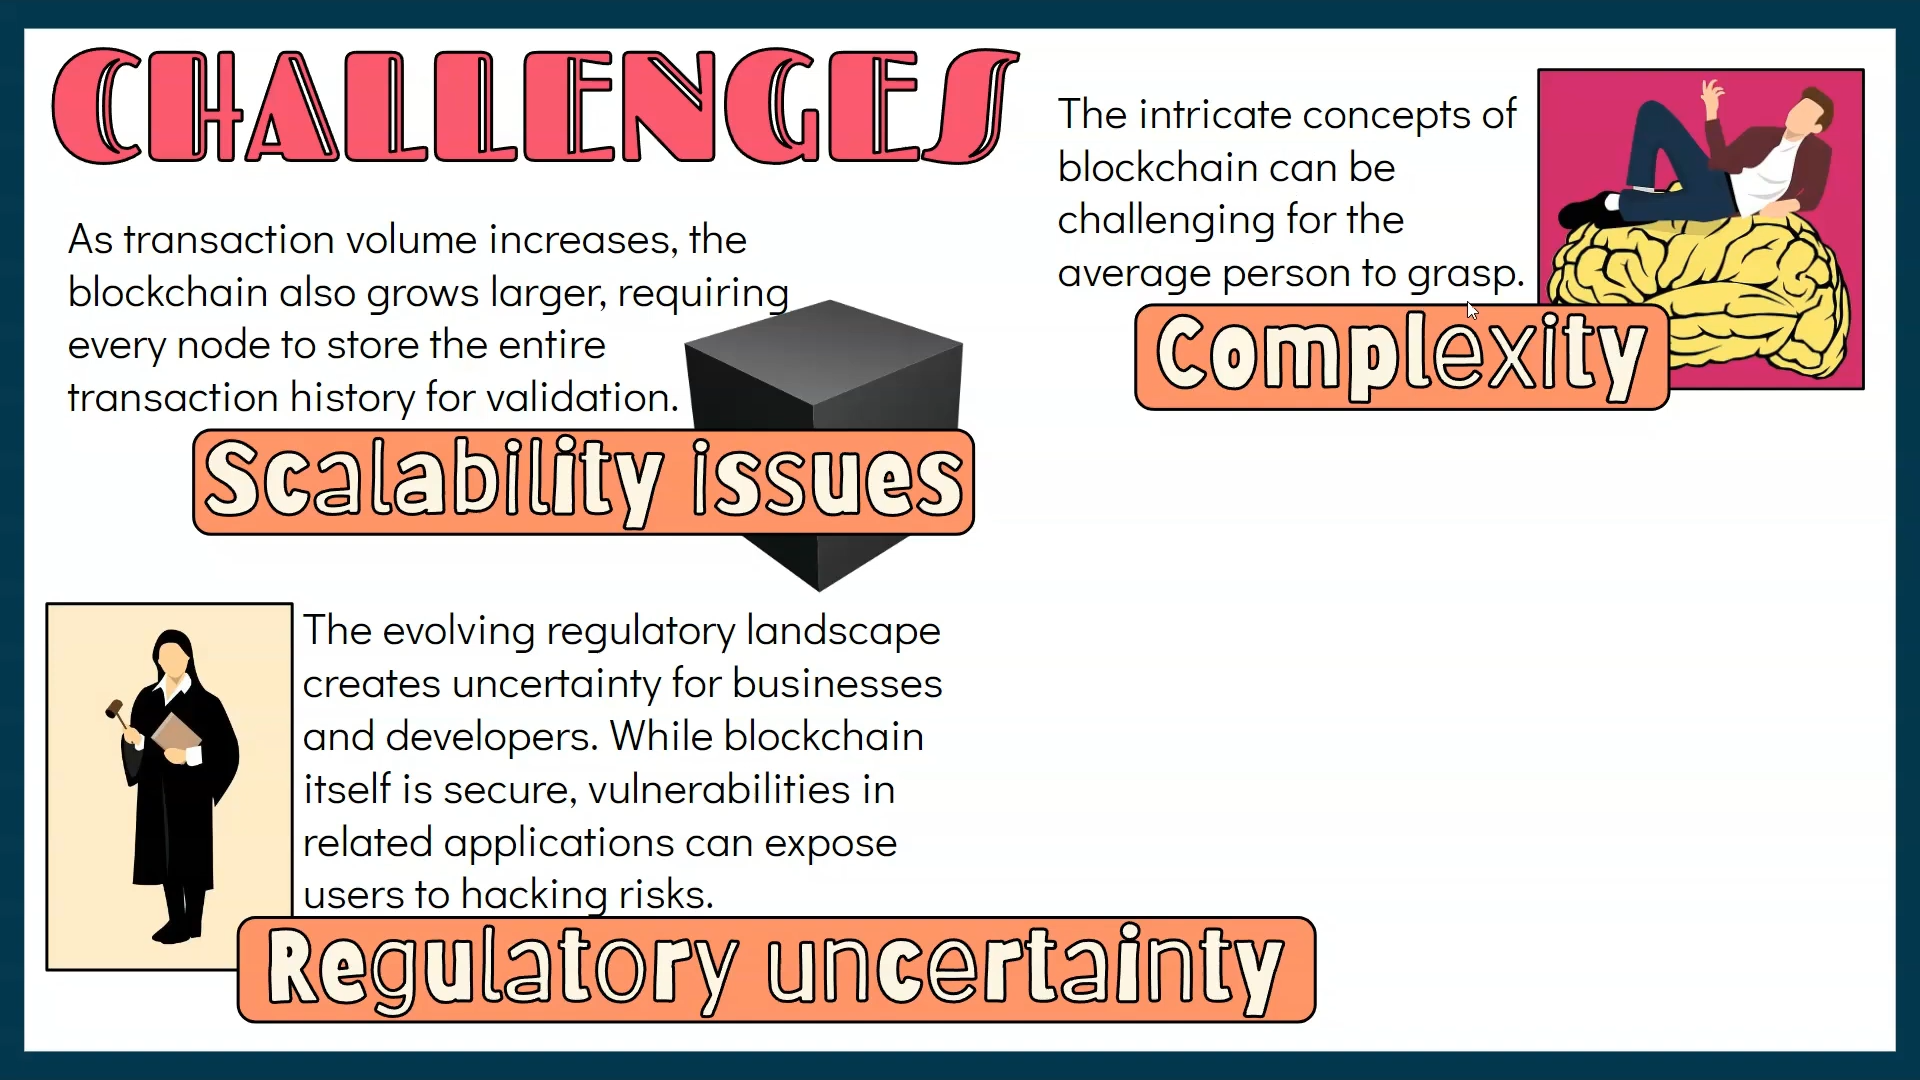 CHALLENGES
As transaction volume increases, the
blockchain also grows larger, requiring
every node to store the entire
transaction history for validation.
Scalability issues
The evolving regulatory landscape
creates uncertainty for businesses
and developers. While blockchain
itself is secure, vulnerabilities in
related applications can expose
users to hacking risks.
Regulatory uncertainty
The intricate concepts of
blockchain can be
challenging for the
average person to grasp.
Complexity